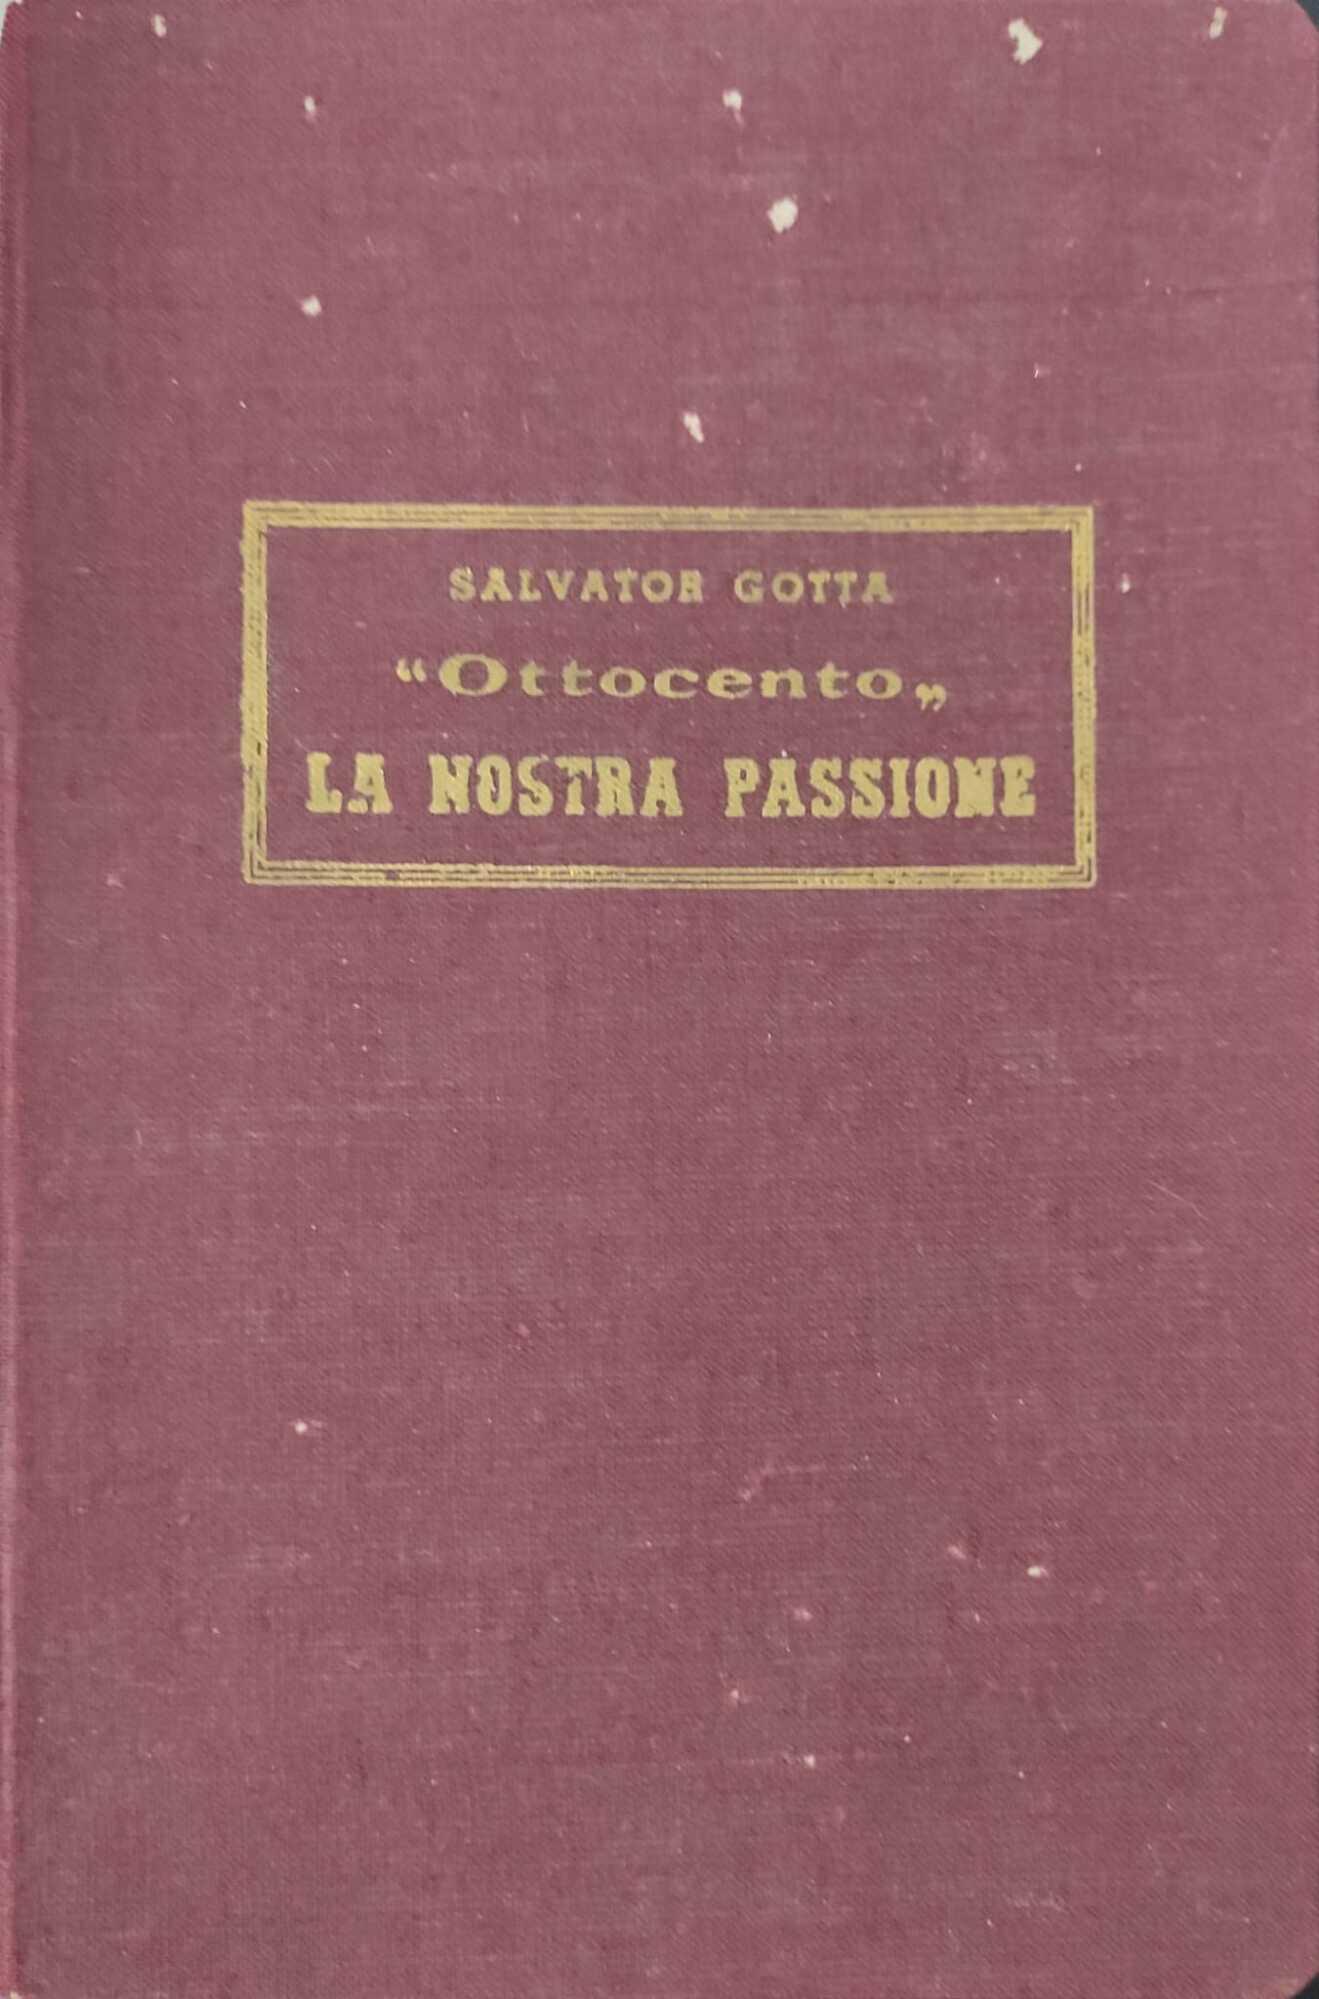 SALVATOR GOTTA
“Ottocento„
LA NOSTRA PASSIONE